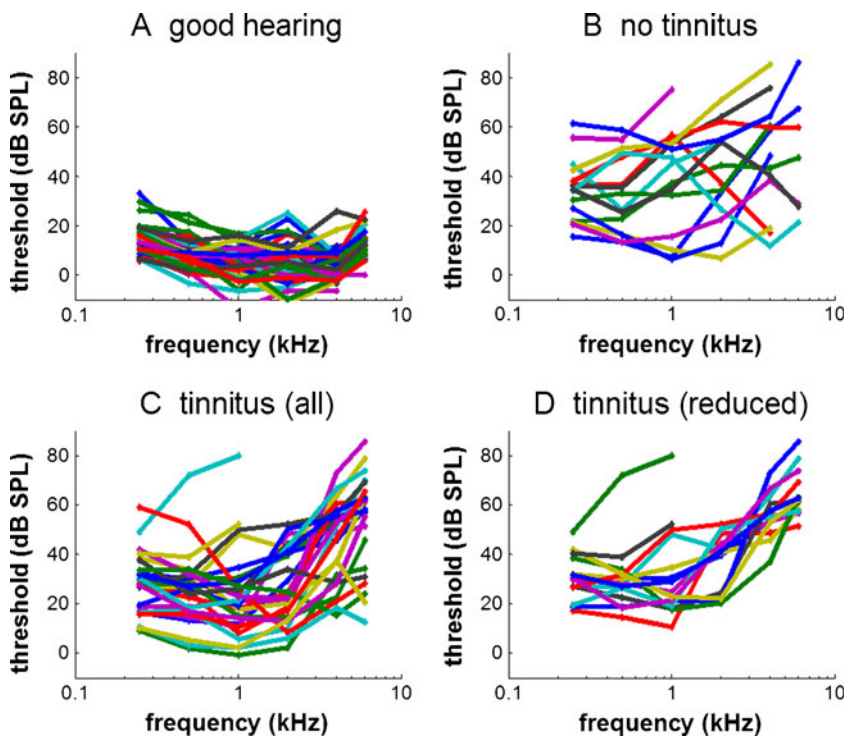 A good hearing
B no tinnitus
threshold (dB SPL)
80
60
40
20
0
0.1
1
10
frequency (kHz)
threshold (dB SPL)
80
60
40
20
0
0.1
1
10
frequency (kHz)
C tinnitus (all)
D tinnitus (reduced)
threshold (dB SPL)
80
60
40
20
0
0.1
1
10
frequency (kHz)
threshold (dB SPL)
80
60
40
20
0
0.1
1
10
frequency (kHz)